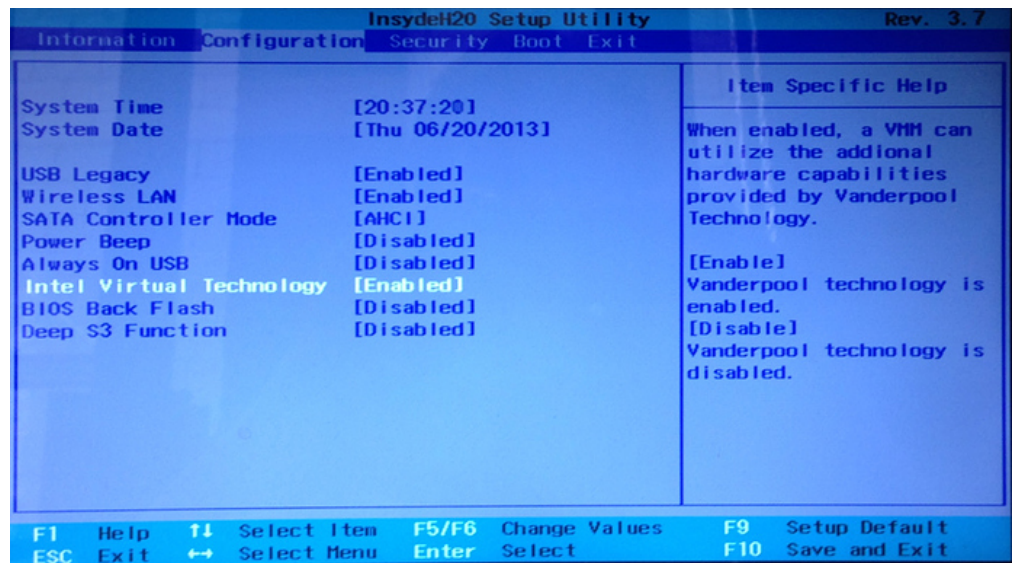 InsydeH20 Setup Utility Rev. 3.7
Information Configuration Security Boot Exit
System Time [20:37:20]
System Date [Thu 06/20/2013]
USB Legacy [Enabled]
Wireless LAN [Enabled]
SATA Controller Mode [AHCI]
Power Beep [Disabled]
Always On USB [Disabled]
Intel Virtual Technology [Enabled]
BIOS Back Flash [Disabled]
Deep S3 Function [Disabled]
Item Specific Help
When enabled, a VMM can
utilize the addional
hardware capabilities
provided by Vanderpool
Technology.
[Enable]
Vanderpool technology is
enabled.
[Disable]
Vanderpool technology is
disabled.
F1 Help ↑↓ Select Item F5/F6 Change Values F9 Setup Default
ESC Exit ↔ Select Menu Enter Select F10 Save and Exit